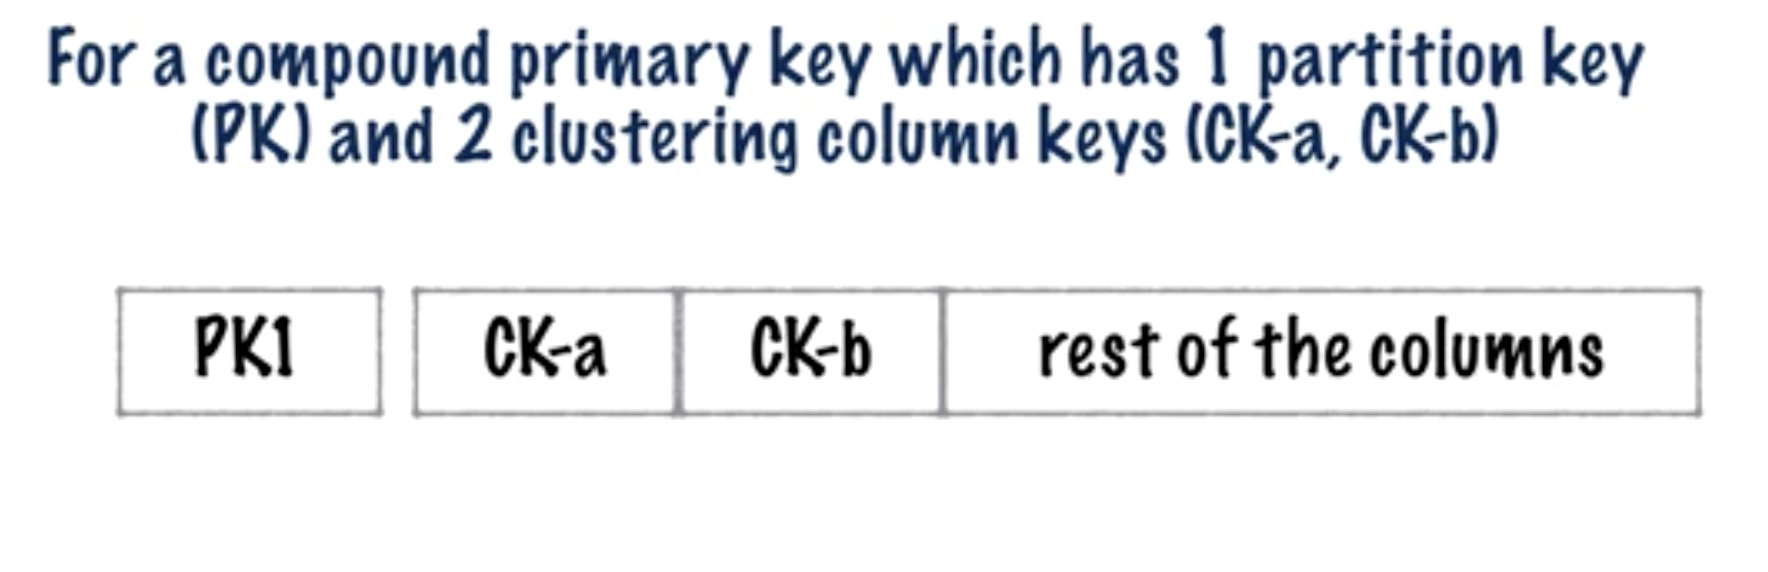 For a compound primary key which has 1 partition key
(PK) and 2 clustering column keys (CK-a, CK-b)
PK1 CK-a CK-b rest of the columns